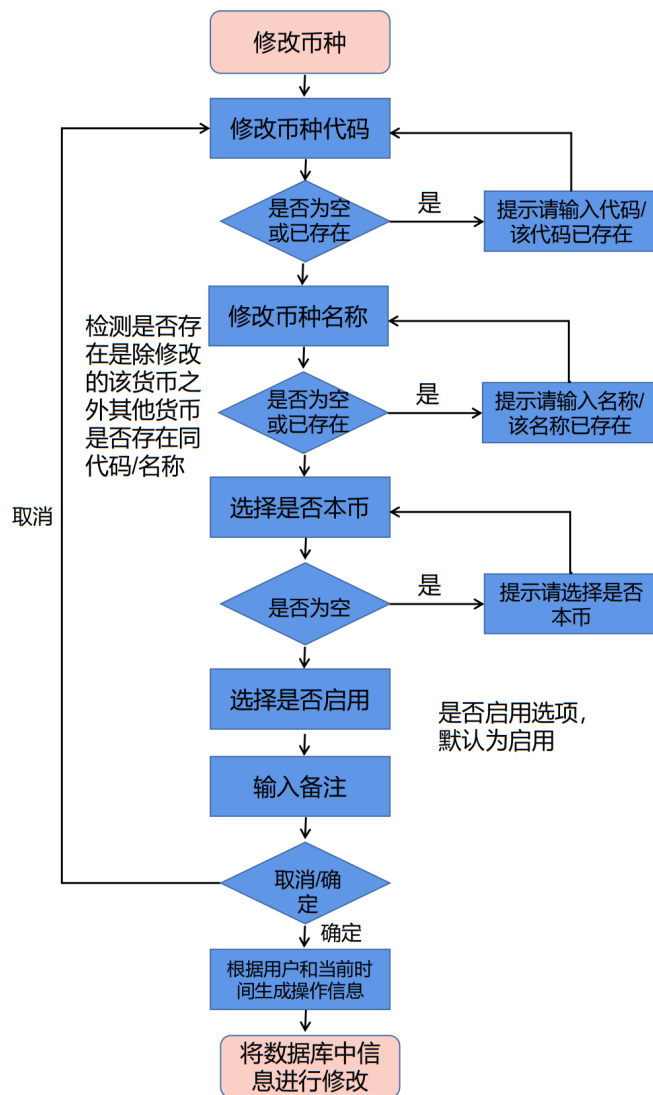 修改币种
修改币种代码
是否为空
或已存在
是
提示请输入代码/
该代码已存在
修改币种名称
检测是否存
在是除修改
的该货币之
外其他货币
是否存在同
代码/名称
是否为空
或已存在
是
提示请输入名称/
该名称已存在
选择是否本币
取消
是否为空
是
提示请选择是否
本币
选择是否启用
是否启用选项，
默认为启用
输入备注
取消/确
定
确定
根据用户和当前时
间生成操作信息
将数据库中信
息进行修改